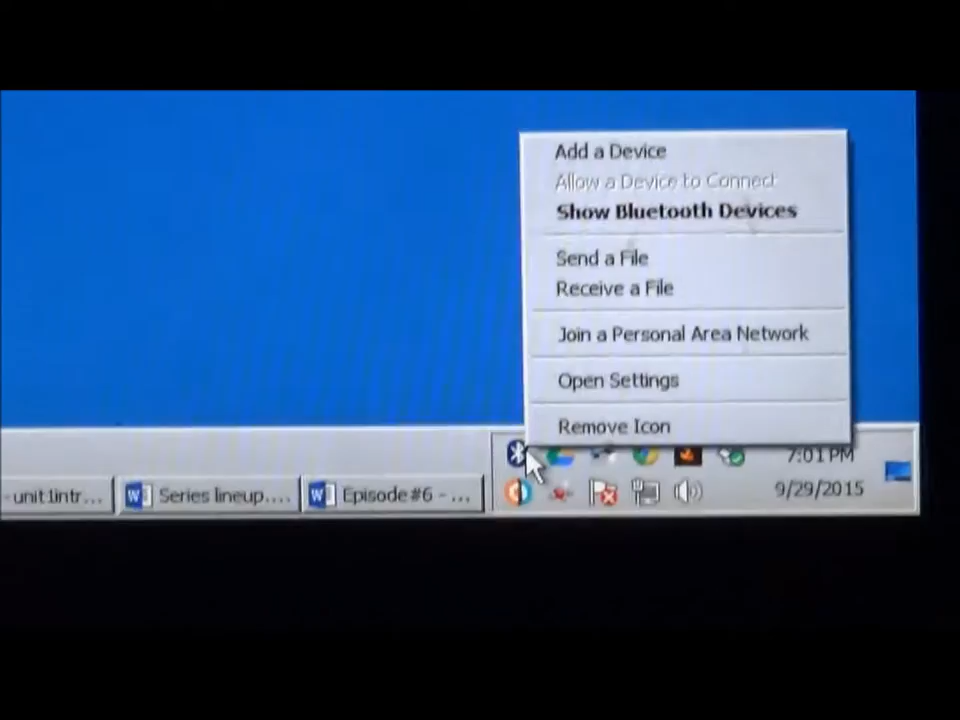 Add a Device
Allow a Device to Connect
Show Bluetooth Devices
Send a File
Receive a File
Join a Personal Area Network
Open Settings
Remove Icon
7:01 PM
- unit1intr... Series lineup.... Episode #6 - ...
9/29/2015